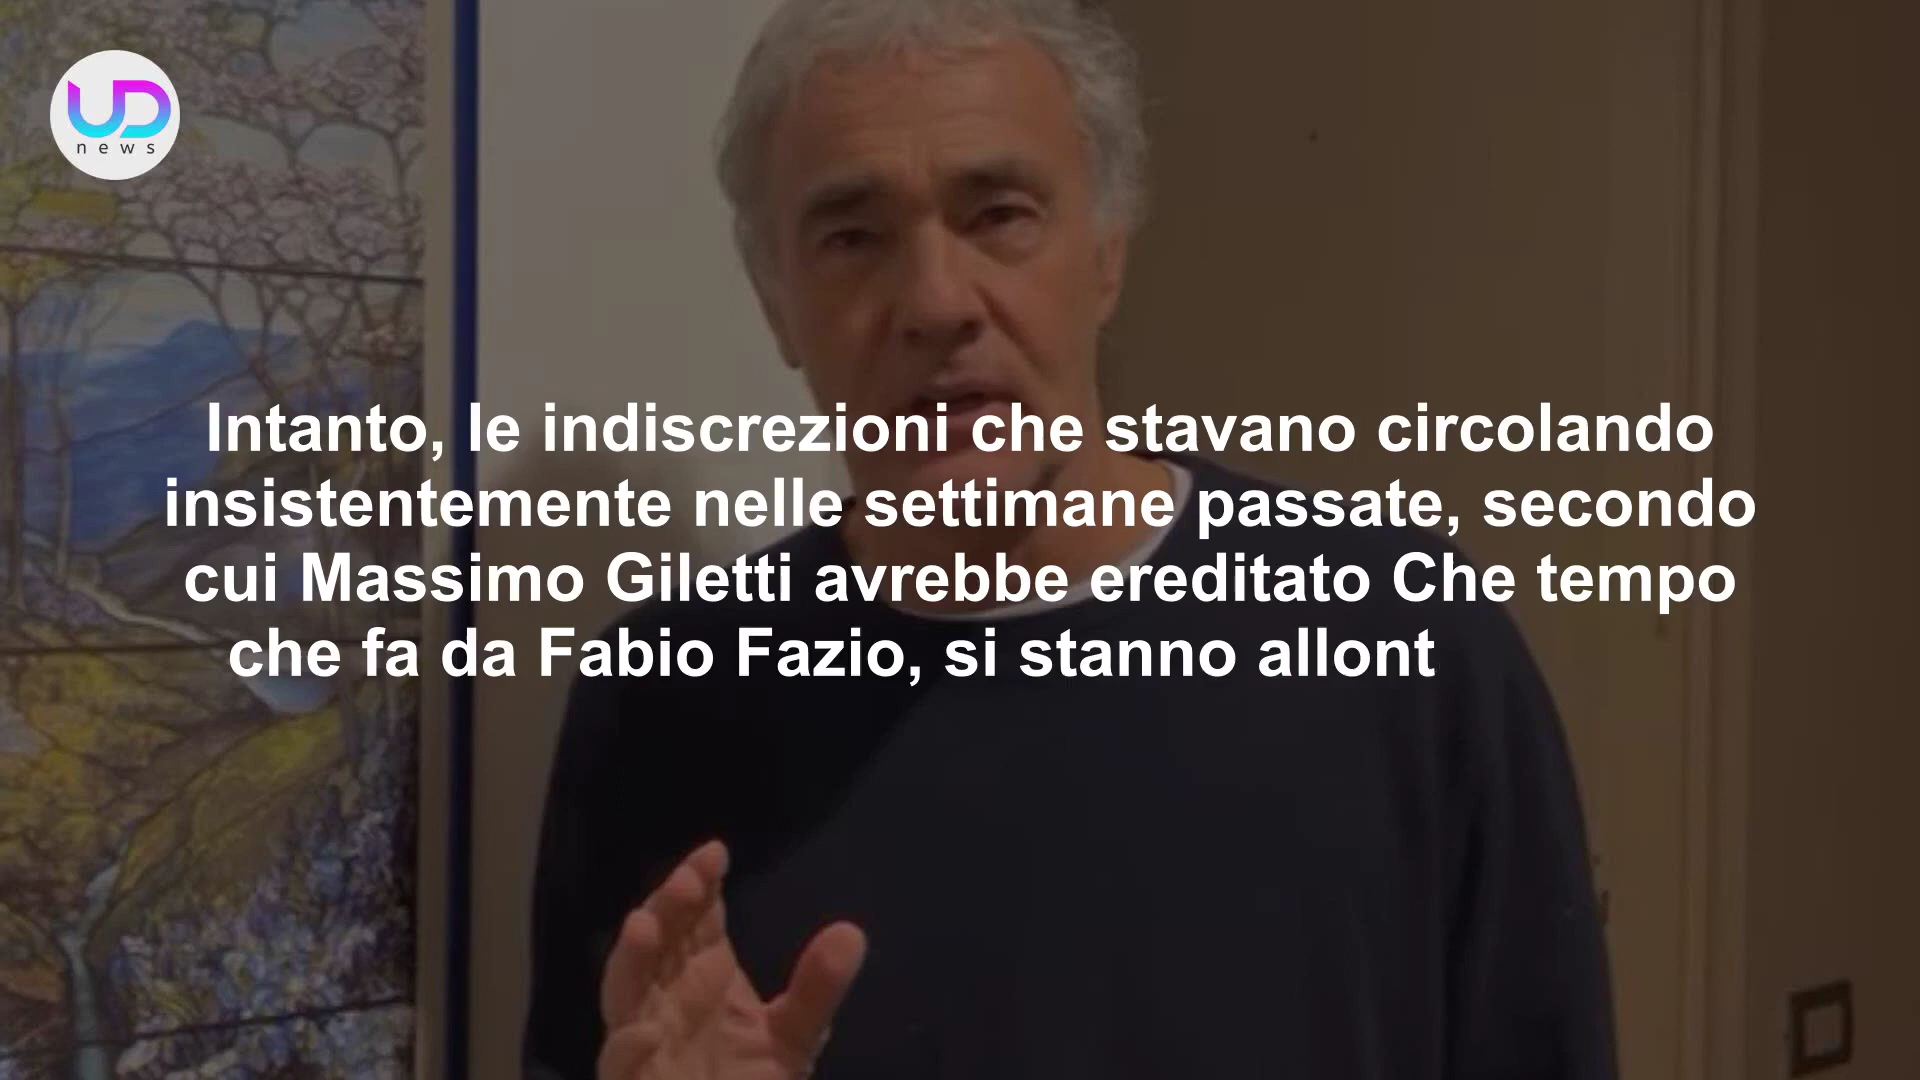 UD
news
Intanto, le indiscrezioni che stavano circolando
insistentemente nelle settimane passate, secondo
cui Massimo Giletti avrebbe ereditato Che tempo
che fa da Fabio Fazio, si stanno allont